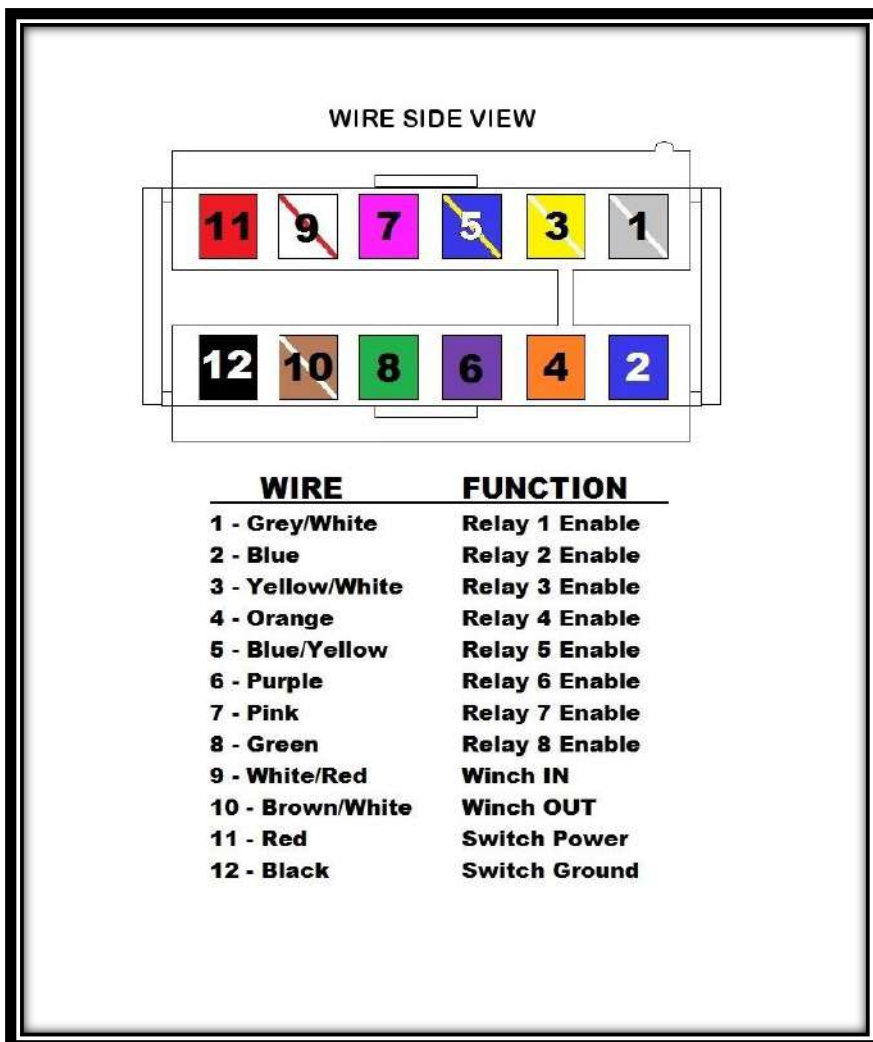 WIRE SIDE VIEW
11 9 7 5 3 1
12 10 8 6 4 2
WIRE FUNCTION
1 - Grey/White Relay 1 Enable
2 - Blue Relay 2 Enable
3 - Yellow/White Relay 3 Enable
4 - Orange Relay 4 Enable
5 - Blue/Yellow Relay 5 Enable
6 - Purple Relay 6 Enable
7 - Pink Relay 7 Enable
8 - Green Relay 8 Enable
9 - White/Red Winch IN
10 - Brown/White Winch OUT
11 - Red Switch Power
12 - Black Switch Ground